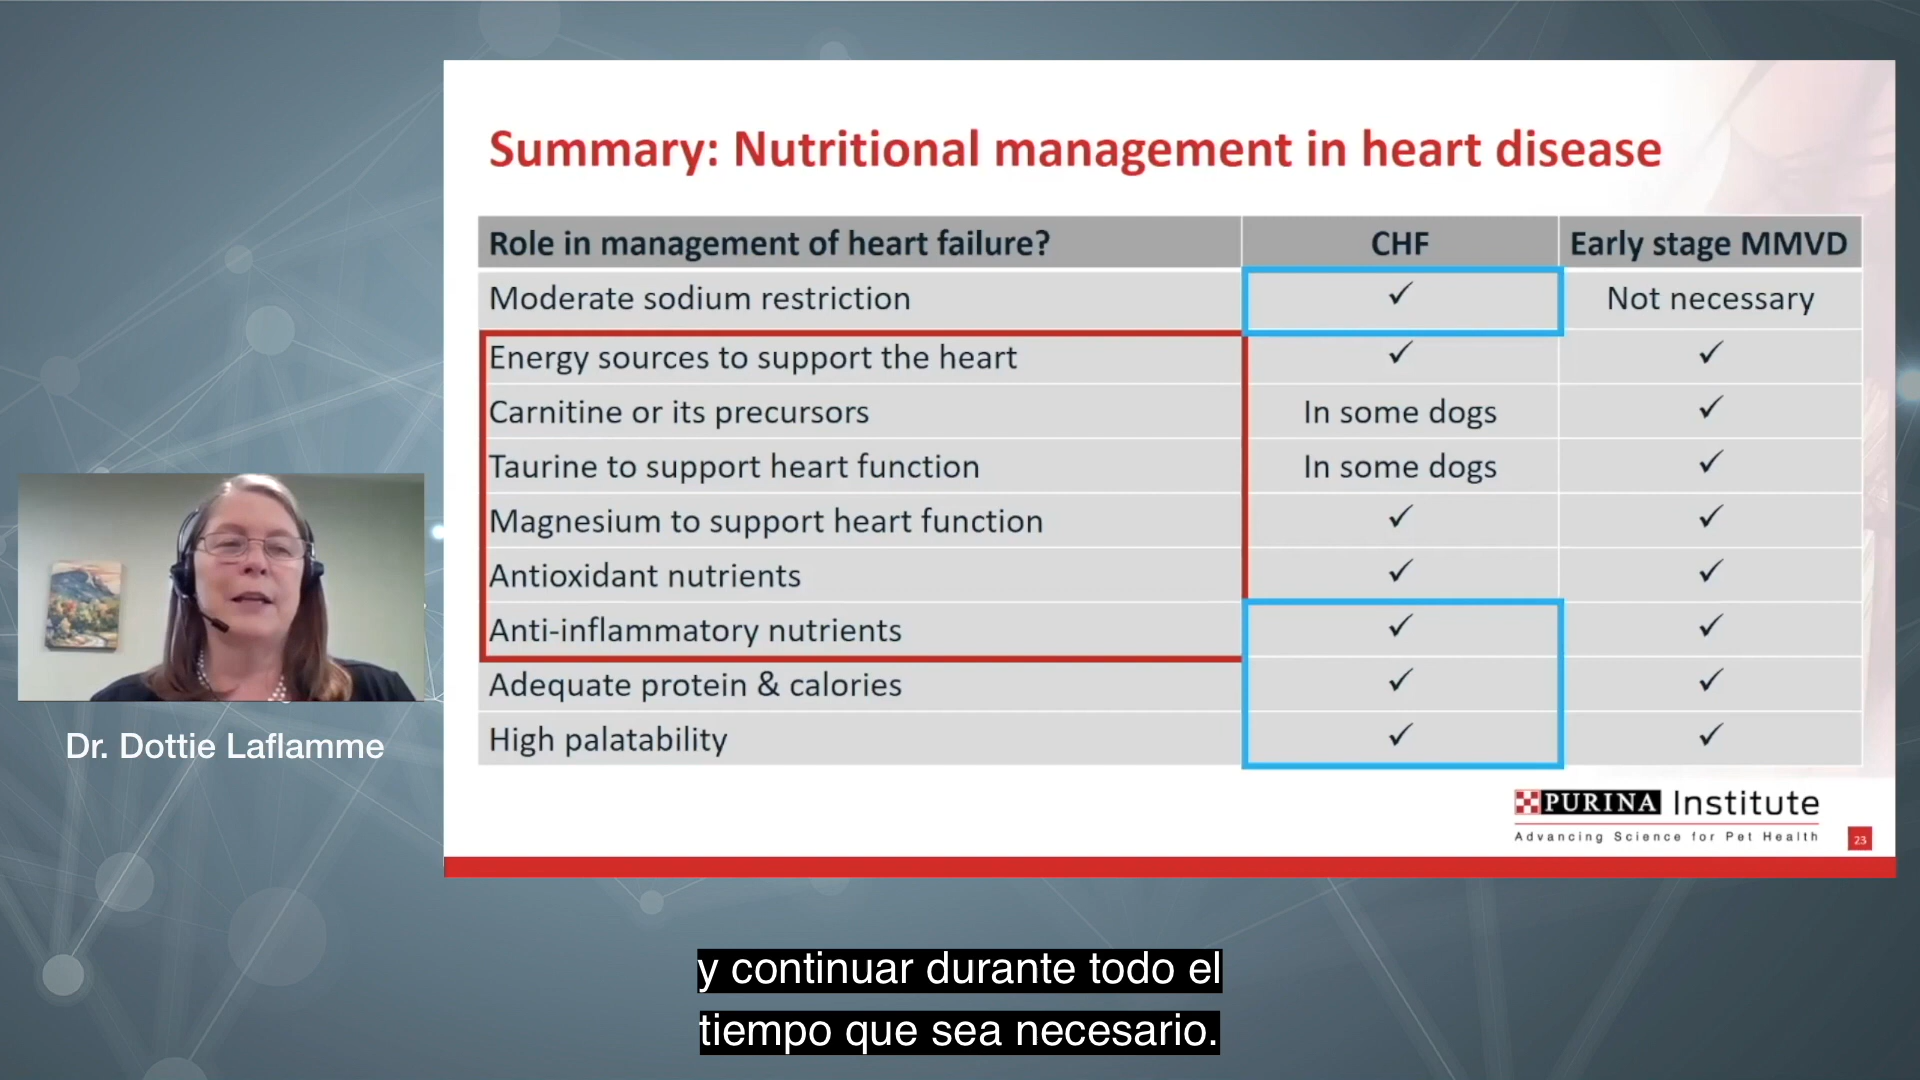 Summary: Nutritional management in heart disease
Role in management of heart failure? CHF Early stage MMVD
Moderate sodium restriction ✓ Not necessary
Energy sources to support the heart ✓ ✓
Carnitine or its precursors In some dogs ✓
Taurine to support heart function In some dogs ✓
Magnesium to support heart function ✓ ✓
Antioxidant nutrients ✓ ✓
Anti-inflammatory nutrients ✓ ✓
Adequate protein & calories ✓ ✓
High palatability ✓ ✓
Dr. Dottie Laflamme
PURINA Institute
Advancing Science for Pet Health
23
y continuar durante todo el
tiempo que sea necesario.